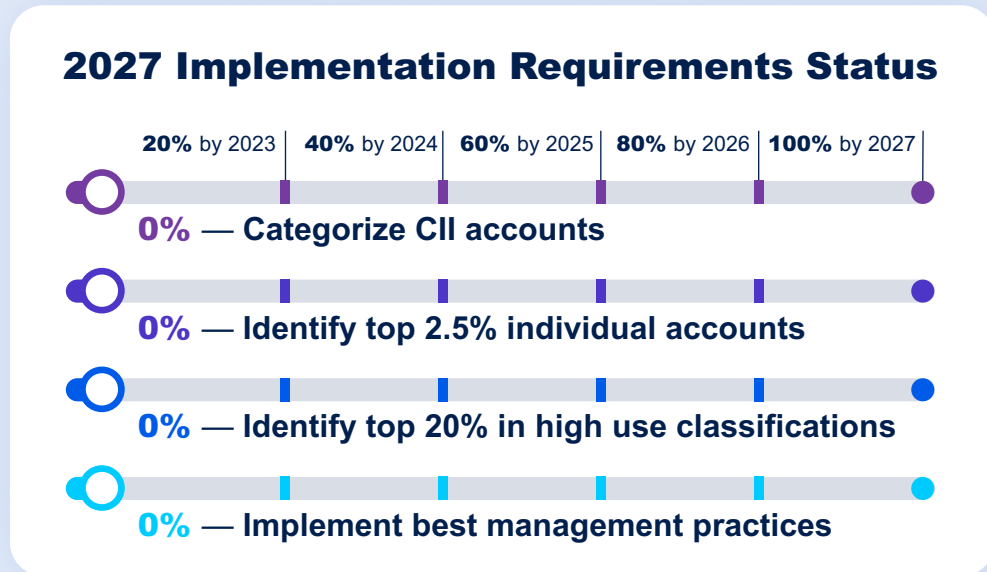 2027 Implementation Requirements Status
20% by 2023 40% by 2024 60% by 2025 80% by 2026 100% by 2027
0% — Categorize CII accounts
0% — Identify top 2.5% individual accounts
0% — Identify top 20% in high use classifications
0% — Implement best management practices